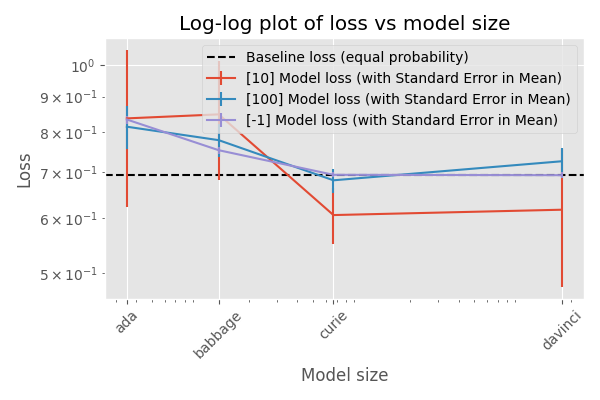 Log-log plot of loss vs model size
Baseline loss (equal probability)
[10] Model loss (with Standard Error in Mean)
[100] Model loss (with Standard Error in Mean)
[-1] Model loss (with Standard Error in Mean)
Loss
10⁰
9 × 10⁻¹
8 × 10⁻¹
7 × 10⁻¹
6 × 10⁻¹
5 × 10⁻¹
ada
babbage
curie
davinci
Model size